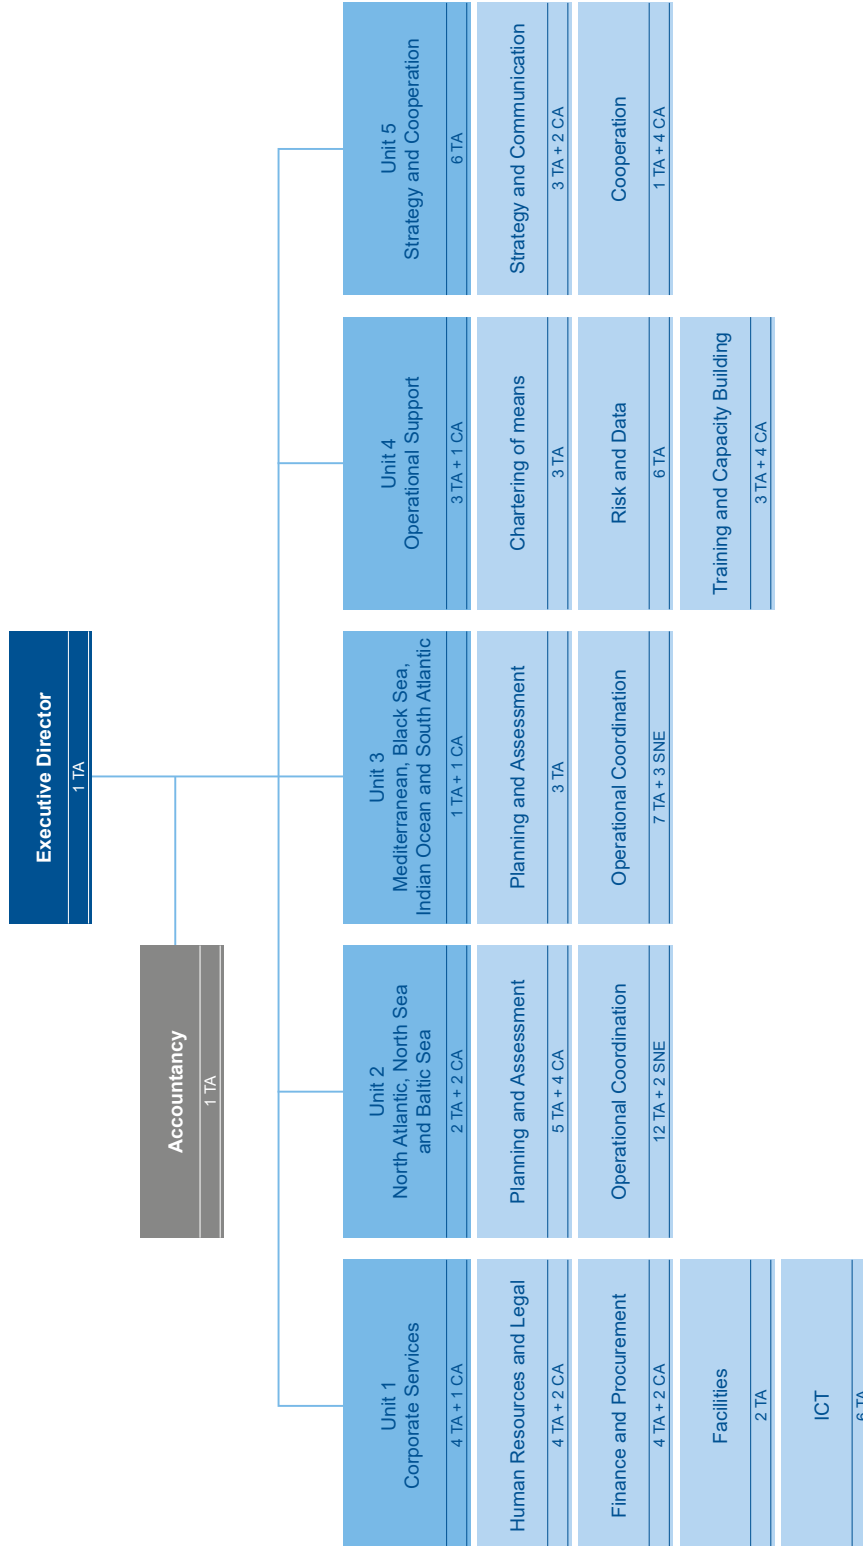 Executive Director
1 TA
Accountancy
1 TA
Unit 1
Corporate Services
4 TA + 1 CA
Human Resources and Legal
4 TA + 2 CA
Finance and Procurement
4 TA + 2 CA
Facilities
2 TA
ICT
6 TA
Unit 2
North Atlantic, North Sea
and Baltic Sea
2 TA + 2 CA
Planning and Assessment
5 TA + 4 CA
Operational Coordination
12 TA + 2 SNE
Unit 3
Mediterranean, Black Sea,
Indian Ocean and South Atlantic
1 TA + 1 CA
Planning and Assessment
3 TA
Operational Coordination
7 TA + 3 SNE
Unit 4
Operational Support
3 TA + 1 CA
Chartering of means
3 TA
Risk and Data
6 TA
Training and Capacity Building
3 TA + 4 CA
Unit 5
Strategy and Cooperation
6 TA
Strategy and Communication
3 TA + 2 CA
Cooperation
1 TA + 4 CA